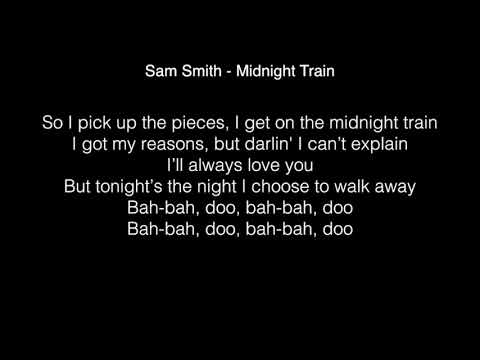 Sam Smith - Midnight Train
So I pick up the pieces, I get on the midnight train
I got my reasons, but darlin' I can't explain
I'll always love you
But tonight's the night I choose to walk away
Bah-bah, doo, bah-bah, doo
Bah-bah, doo, bah-bah, doo